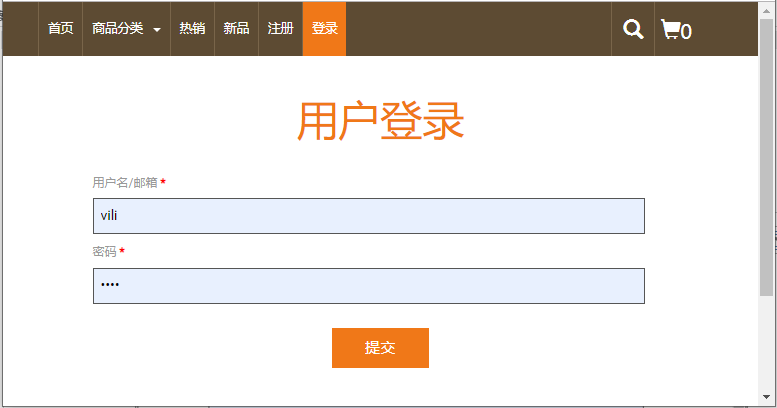 首页 商品分类 热销 新品 注册 登录 0
用户登录
用户名/邮箱 *
vili
密码 *
••••
提交